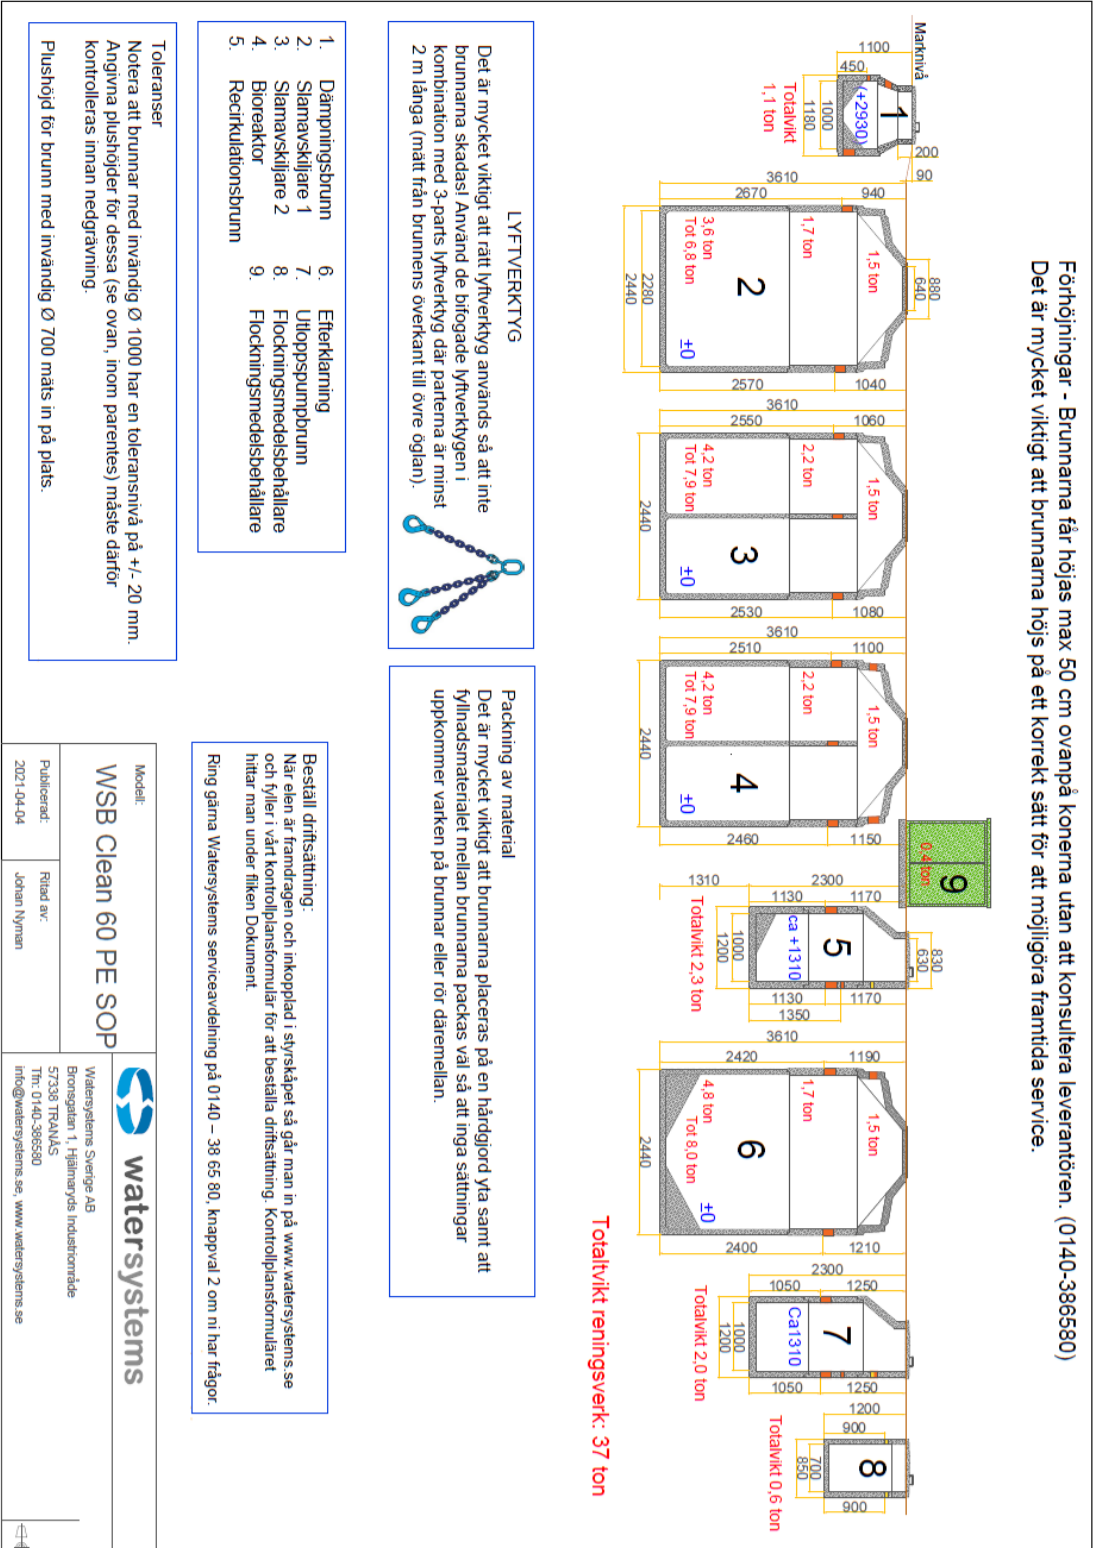 Förhöjningar - Brunnarna får höjas max 50 cm ovanpå konerna utan att konsultera leverantören. (0140-386580)
Det är mycket viktigt att brunnarna höjs på ett korrekt sätt för att möjligöra framtida service.
Marknivå
1100
450
1
(+2930)
1000
1180
Totalvikt
1,1 ton
200
90
3610
2670
940
880
640
1,5 ton
1,7 ton
2
3,6 ton
Tot 6,8 ton
±0
2280
2440
2570
1040
3610
2550
1060
1,5 ton
2,2 ton
3
4,2 ton
Tot 7,9 ton
±0
2440
2530
1080
3610
2510
1100
1,5 ton
2,2 ton
4
4,2 ton
Tot 7,9 ton
±0
2440
2460
1150
9
0,4 ton
1310
2300
1130
1170
830
630
5
ca +1310
1000
1200
Totalvikt 2,3 ton
1130
1170
1350
3610
2420
1190
1,5 ton
1,7 ton
6
4,8 ton
Tot 8,0 ton
±0
2440
2400
1210
2300
1050
1250
7
Ca1310
1000
1200
Totalvikt 2,0 ton
1050
1250
1200
900
8
700
850
Totalvikt 0,6 ton
900
Totaltvikt reningsverk: 37 ton
LYFTVERKTYG
Det är mycket viktigt att rätt lyftverktyg används så att inte
brunnarna skadas! Använd de bifogade lyftverktygen i
kombination med 3-parts lyftverktyg där parterna är minst
2 m långa (mätt från brunnens överkant till övre öglan).
Packning av material
Det är mycket viktigt att brunnarna placeras på en hårdgjord yta samt att
fyllnadsmaterialet mellan brunnarna packas väl så att inga sättningar
uppkommer varken på brunnar eller rör däremellan.
1. Dämpningsbrunn
2. Slamavskiljare 1
3. Slamavskiljare 2
4. Bioreaktor
5. Recirkulationsbrunn
6. Efterklarning
7. Utloppspumpbrunn
8. Flockningsmedelsbehållare
9. Flockningsmedelsbehållare
Beställ driftsättning:
När elen är framdragen och inkopplad i styrskåpet så går man in på www.watersystems.se
och fyller i vårt kontrollplansformulär för att beställa driftsättning. Kontrollplansformuläret
hittar man under fliken Dokument.
Ring gärna Watersystems serviceavdelning på 0140 – 38 65 80, knappval 2 om ni har frågor.
Toleranser
Notera att brunnar med invändig Ø 1000 har en toleransnivå på +/- 20 mm.
Angivna plushöjder för dessa (se ovan, inom parentes) måste därför
kontrolleras innan nedgrävning.
Plushöjd för brunn med invändig Ø 700 mäts in på plats.
Modell:
WSB Clean 60 PE SOP
Publicerad:
2021-04-04
Ritad av:
Johan Nyman
watersystems
Watersystems Sverige AB
Bronsgatan 1, Hjälmaryds Industriområde
57338 TRANÅS
Tfn: 0140-386580
info@watersystems.se, www.watersystems.se